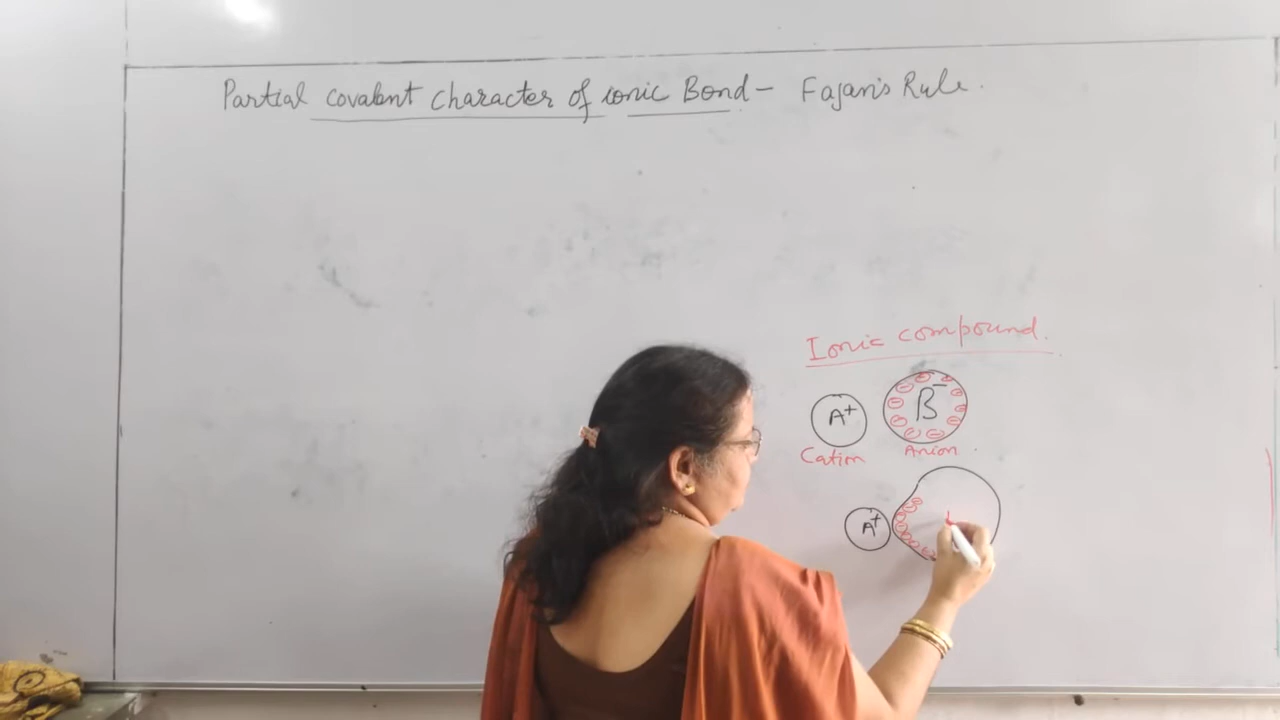 Partial covalent character of ionic Bond - Fajan's Rule.
Ionic compound.
A+ B-
Cation Anion
A+